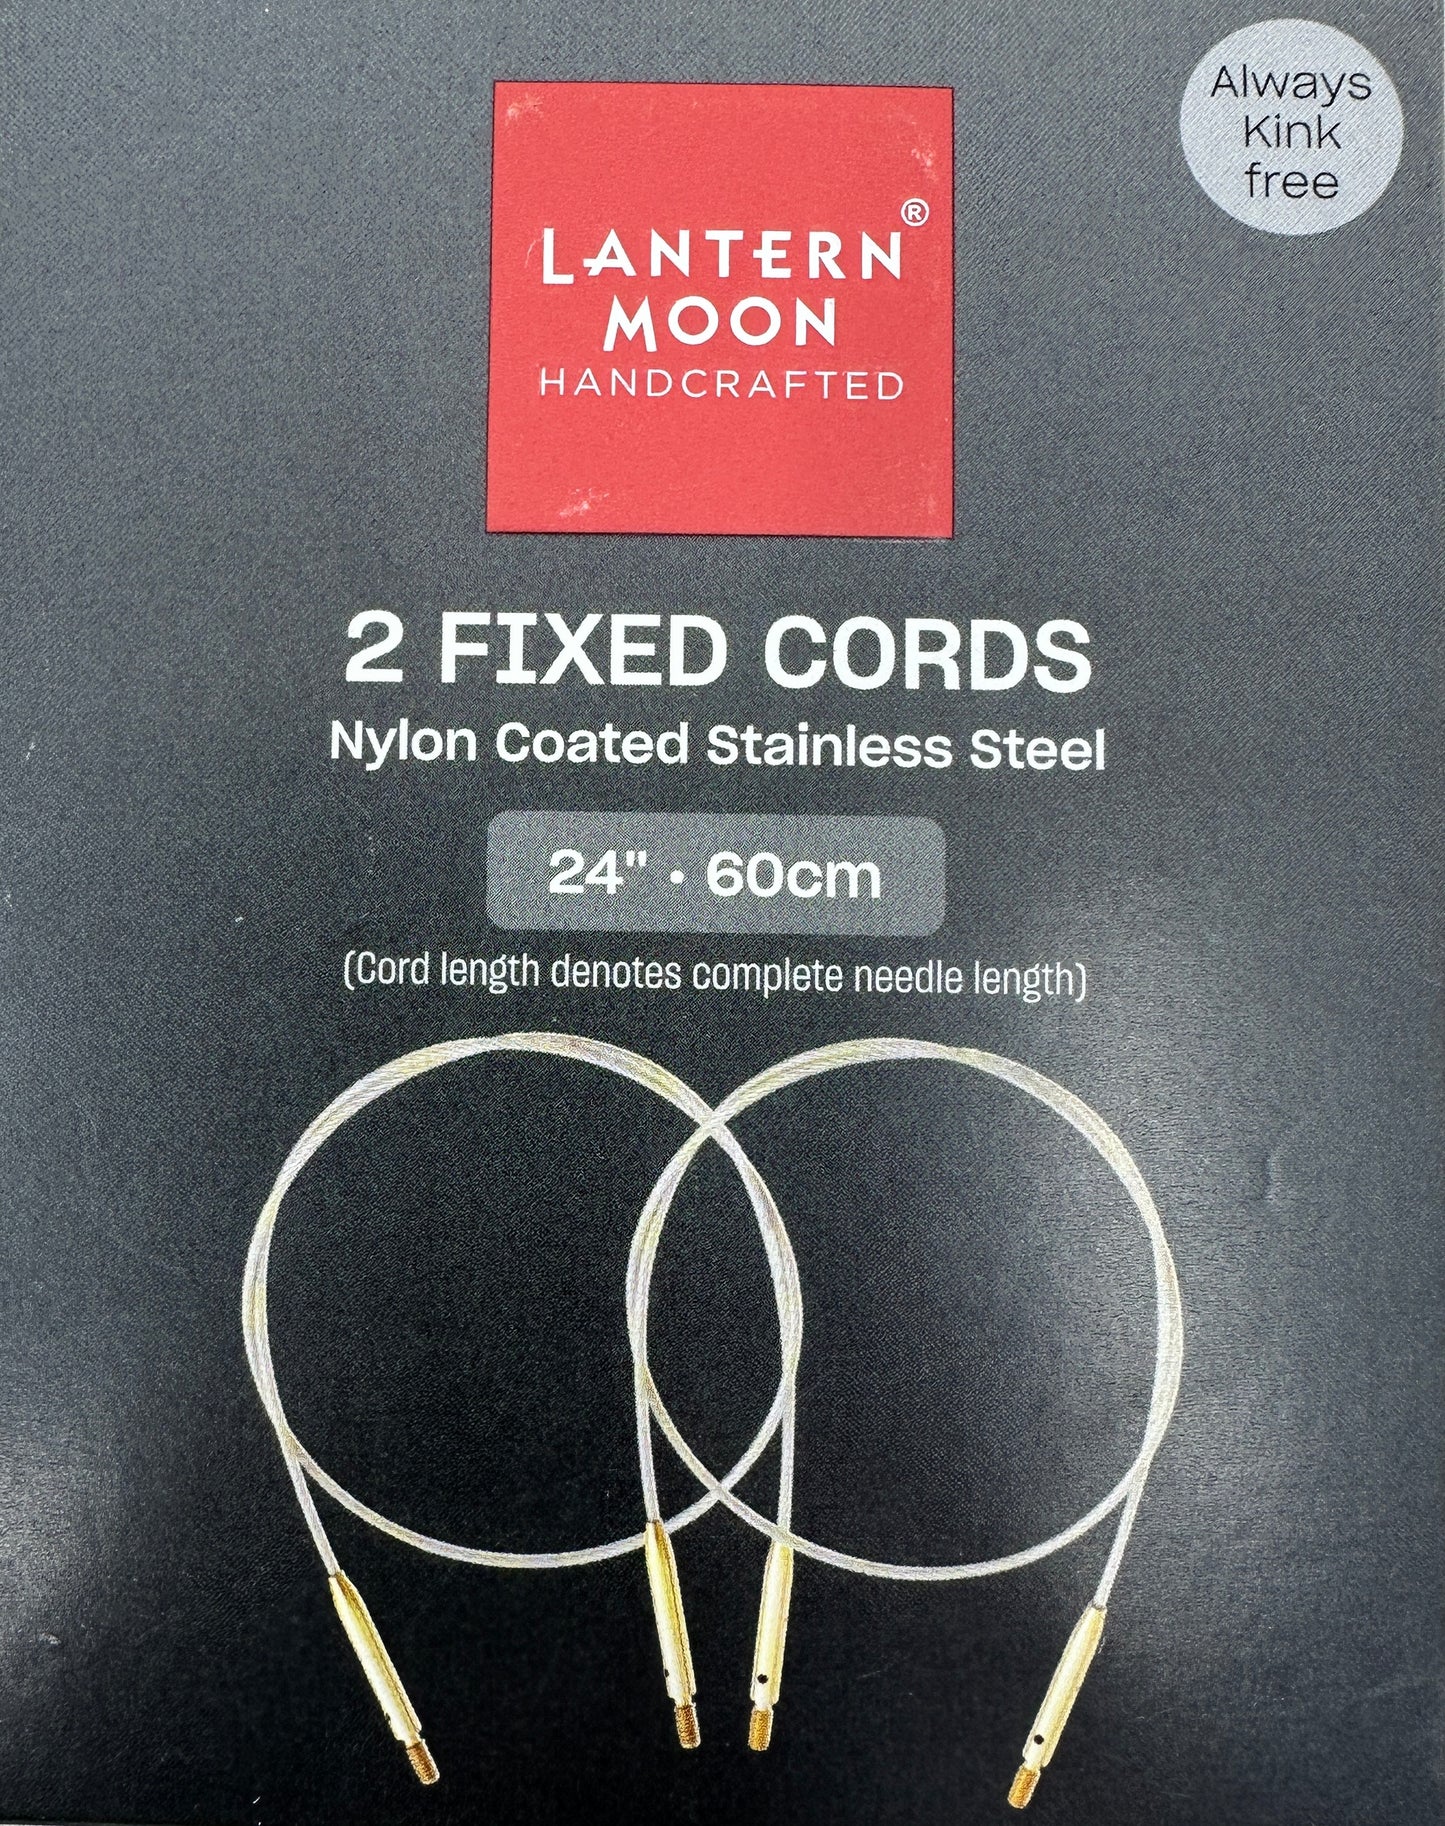 Always
Kink
free
LANTERN®
MOON
HANDCRAFTED
2 FIXED CORDS
Nylon Coated Stainless Steel
24" • 60cm
(Cord length denotes complete needle length)